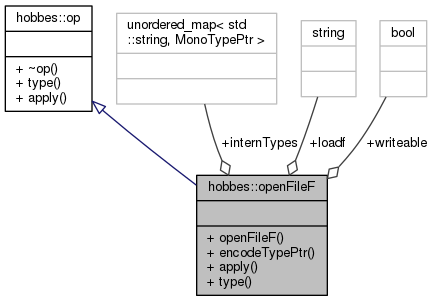 hobbes::op
+ ~op()
+ type()
+ apply()
unordered_map< std
::string, MonoTypePtr >
string
bool
+internTypes
+loadf
+writeable
hobbes::openFileF
+ openFileF()
+ encodeTypePtr()
+ apply()
+ type()